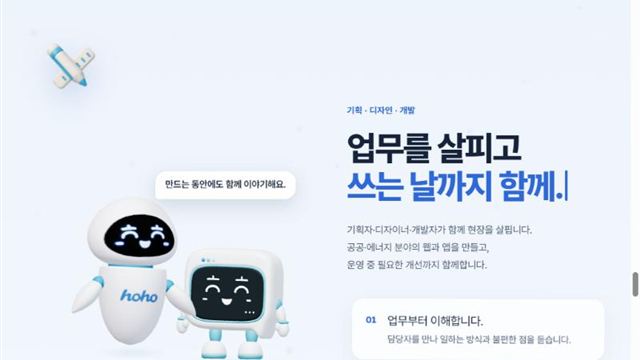 기획 · 디자인 · 개발
업무를 살피고
쓰는 날까지 함께.
만드는 동안에도 함께 이야기해요.
hoho
기획자·디자이너·개발자가 함께 현장을 살핍니다.
공공·에너지 분야의 웹과 앱을 만들고,
운영 중 필요한 개선까지 함께합니다.
01 업무부터 이해합니다.
담당자를 만나 일하는 방식과 불편한 점을 듣습니다.